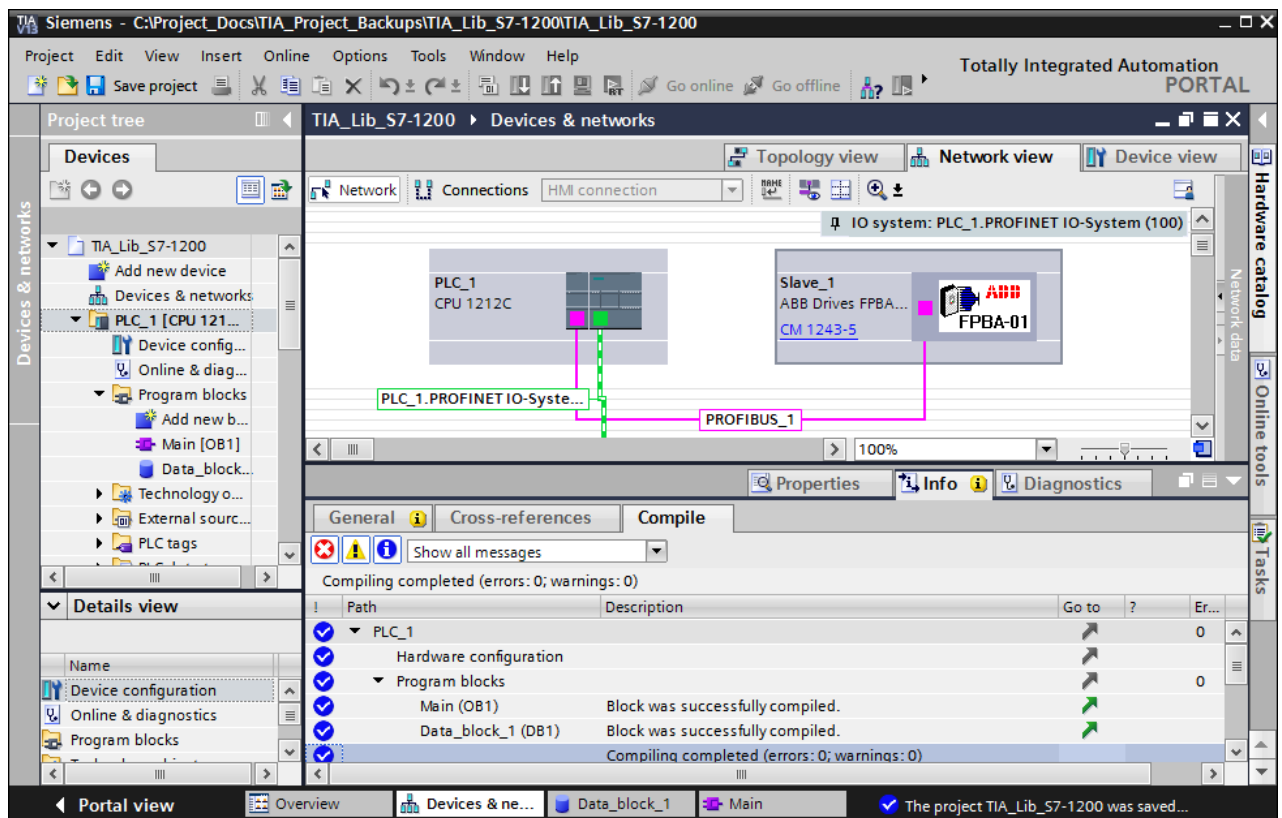 TIA V13 Siemens - C:\Project_Docs\TIA_Project_Backups\TIA_Lib_S7-1200\TIA_Lib_S7-1200
Project Edit View Insert Online Options Tools Window Help
Totally Integrated Automation
PORTAL
Save project Go online Go offline
Project tree
TIA_Lib_S7-1200 Devices & networks
Devices
Topology view Network view Device view
Network Connections HMI connection
IO system: PLC_1.PROFINET IO-System (100)
Devices & networks
TIA_Lib_S7-1200
Add new device
Devices & networks
PLC_1 [CPU 121...
Device config...
Online & diag...
Program blocks
Add new b...
Main [OB1]
Data_block...
Technology o...
External sourc...
PLC tags
PLC_1
CPU 1212C
Slave_1
ABB Drives FPBA...
CM 1243-5
ABB
FPBA-01
PLC_1.PROFINET IO-Syste...
PROFIBUS_1
100%
Network data
Hardware catalog
Online tools
Tasks
Properties Info Diagnostics
General Cross-references Compile
Show all messages
Compiling completed (errors: 0; warnings: 0)
! Path Description Go to ? Er...
PLC_1 0
Hardware configuration
Program blocks 0
Main (OB1) Block was successfully compiled.
Data_block_1 (DB1) Block was successfully compiled.
Compiling completed (errors: 0; warnings: 0)
Details view
Name
Device configuration
Online & diagnostics
Program blocks
Portal view Overview Devices & ne... Data_block_1 Main The project TIA_Lib_S7-1200 was saved...